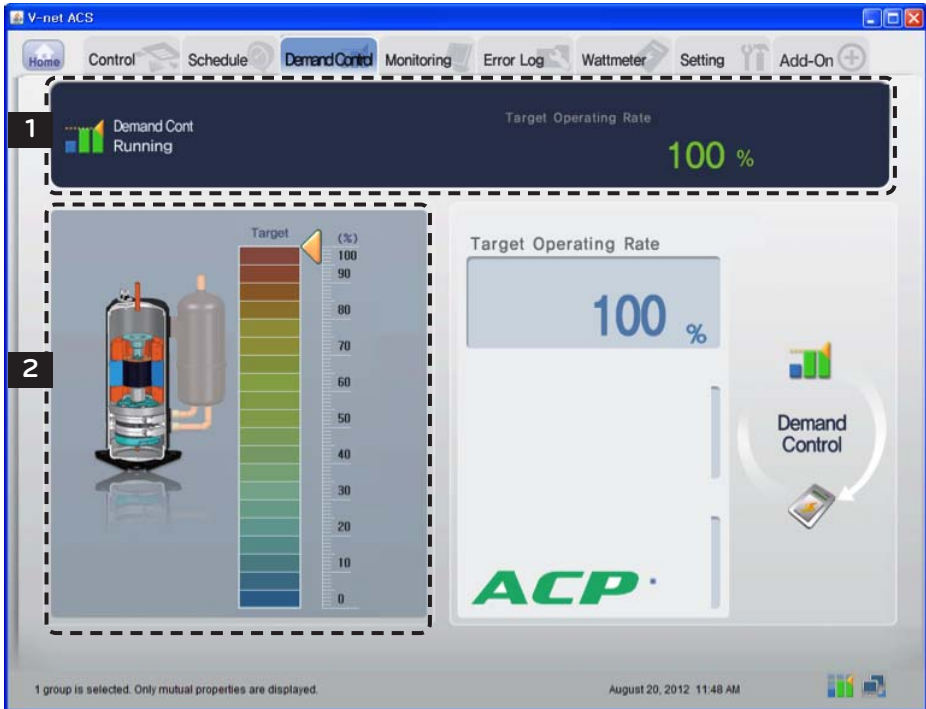 V-net ACS
Home Control Schedule Demand Control Monitoring Error Log Wattmeter Setting Add-On
1
Demand Cont
Running
Target Operating Rate
100 %
2
Target
(%)
100
90
80
70
60
50
40
30
20
10
0
Target Operating Rate
100 %
ACP
Demand
Control
1 group is selected. Only mutual properties are displayed.
August 20, 2012 11:48 AM